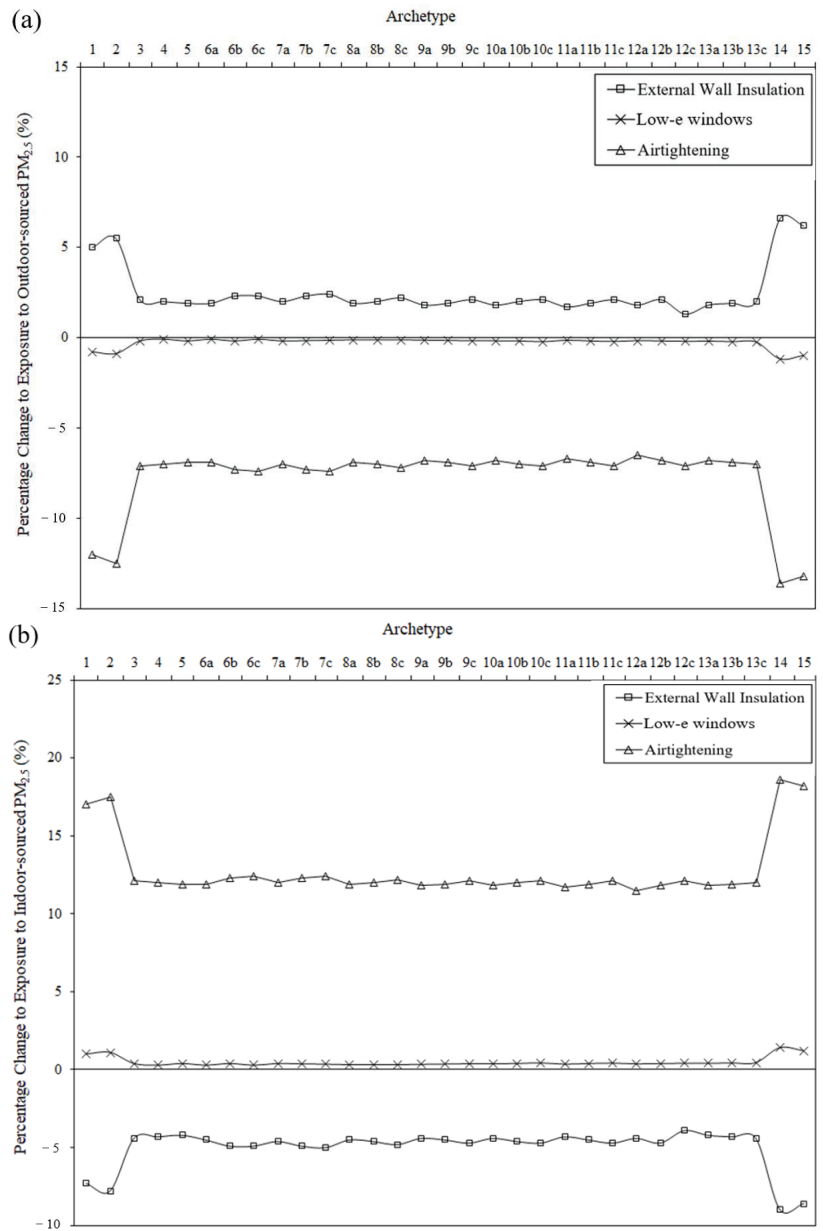 (a)
Archetype
1 2 3 4 5 6a 6b 6c 7a 7b 7c 8a 8b 8c 9a 9b 9c 10a 10b 10c 11a 11b 11c 12a 12b 12c 13a 13b 13c 14 15
Percentage Change to Exposure to Outdoor-sourced PM2.5 (%)
15
10
5
0
− 5
− 10
− 15
External Wall Insulation
Low-e windows
Airtightening
(b)
Archetype
1 2 3 4 5 6a 6b 6c 7a 7b 7c 8a 8b 8c 9a 9b 9c 10a 10b 10c 11a 11b 11c 12a 12b 12c 13a 13b 13c 14 15
Percentage Change to Exposure to Indoor-sourced PM2.5 (%)
25
20
15
10
5
0
− 5
− 10
External Wall Insulation
Low-e windows
Airtightening